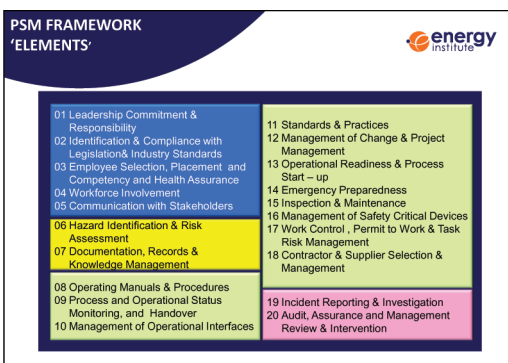 PSM FRAMEWORK
'ELEMENTS'
energy
institute
01 Leadership Commitment &
Responsibility
02 Identification & Compliance with
Legislation& Industry Standards
03 Employee Selection, Placement and
Competency and Health Assurance
04 Workforce Involvement
05 Communication with Stakeholders
06 Hazard Identification & Risk
Assessment
07 Documentation, Records &
Knowledge Management
08 Operating Manuals & Procedures
09 Process and Operational Status
Monitoring, and Handover
10 Management of Operational Interfaces
11 Standards & Practices
12 Management of Change & Project
Management
13 Operational Readiness & Process
Start – up
14 Emergency Preparedness
15 Inspection & Maintenance
16 Management of Safety Critical Devices
17 Work Control , Permit to Work & Task
Risk Management
18 Contractor & Supplier Selection &
Management
19 Incident Reporting & Investigation
20 Audit, Assurance and Management
Review & Intervention